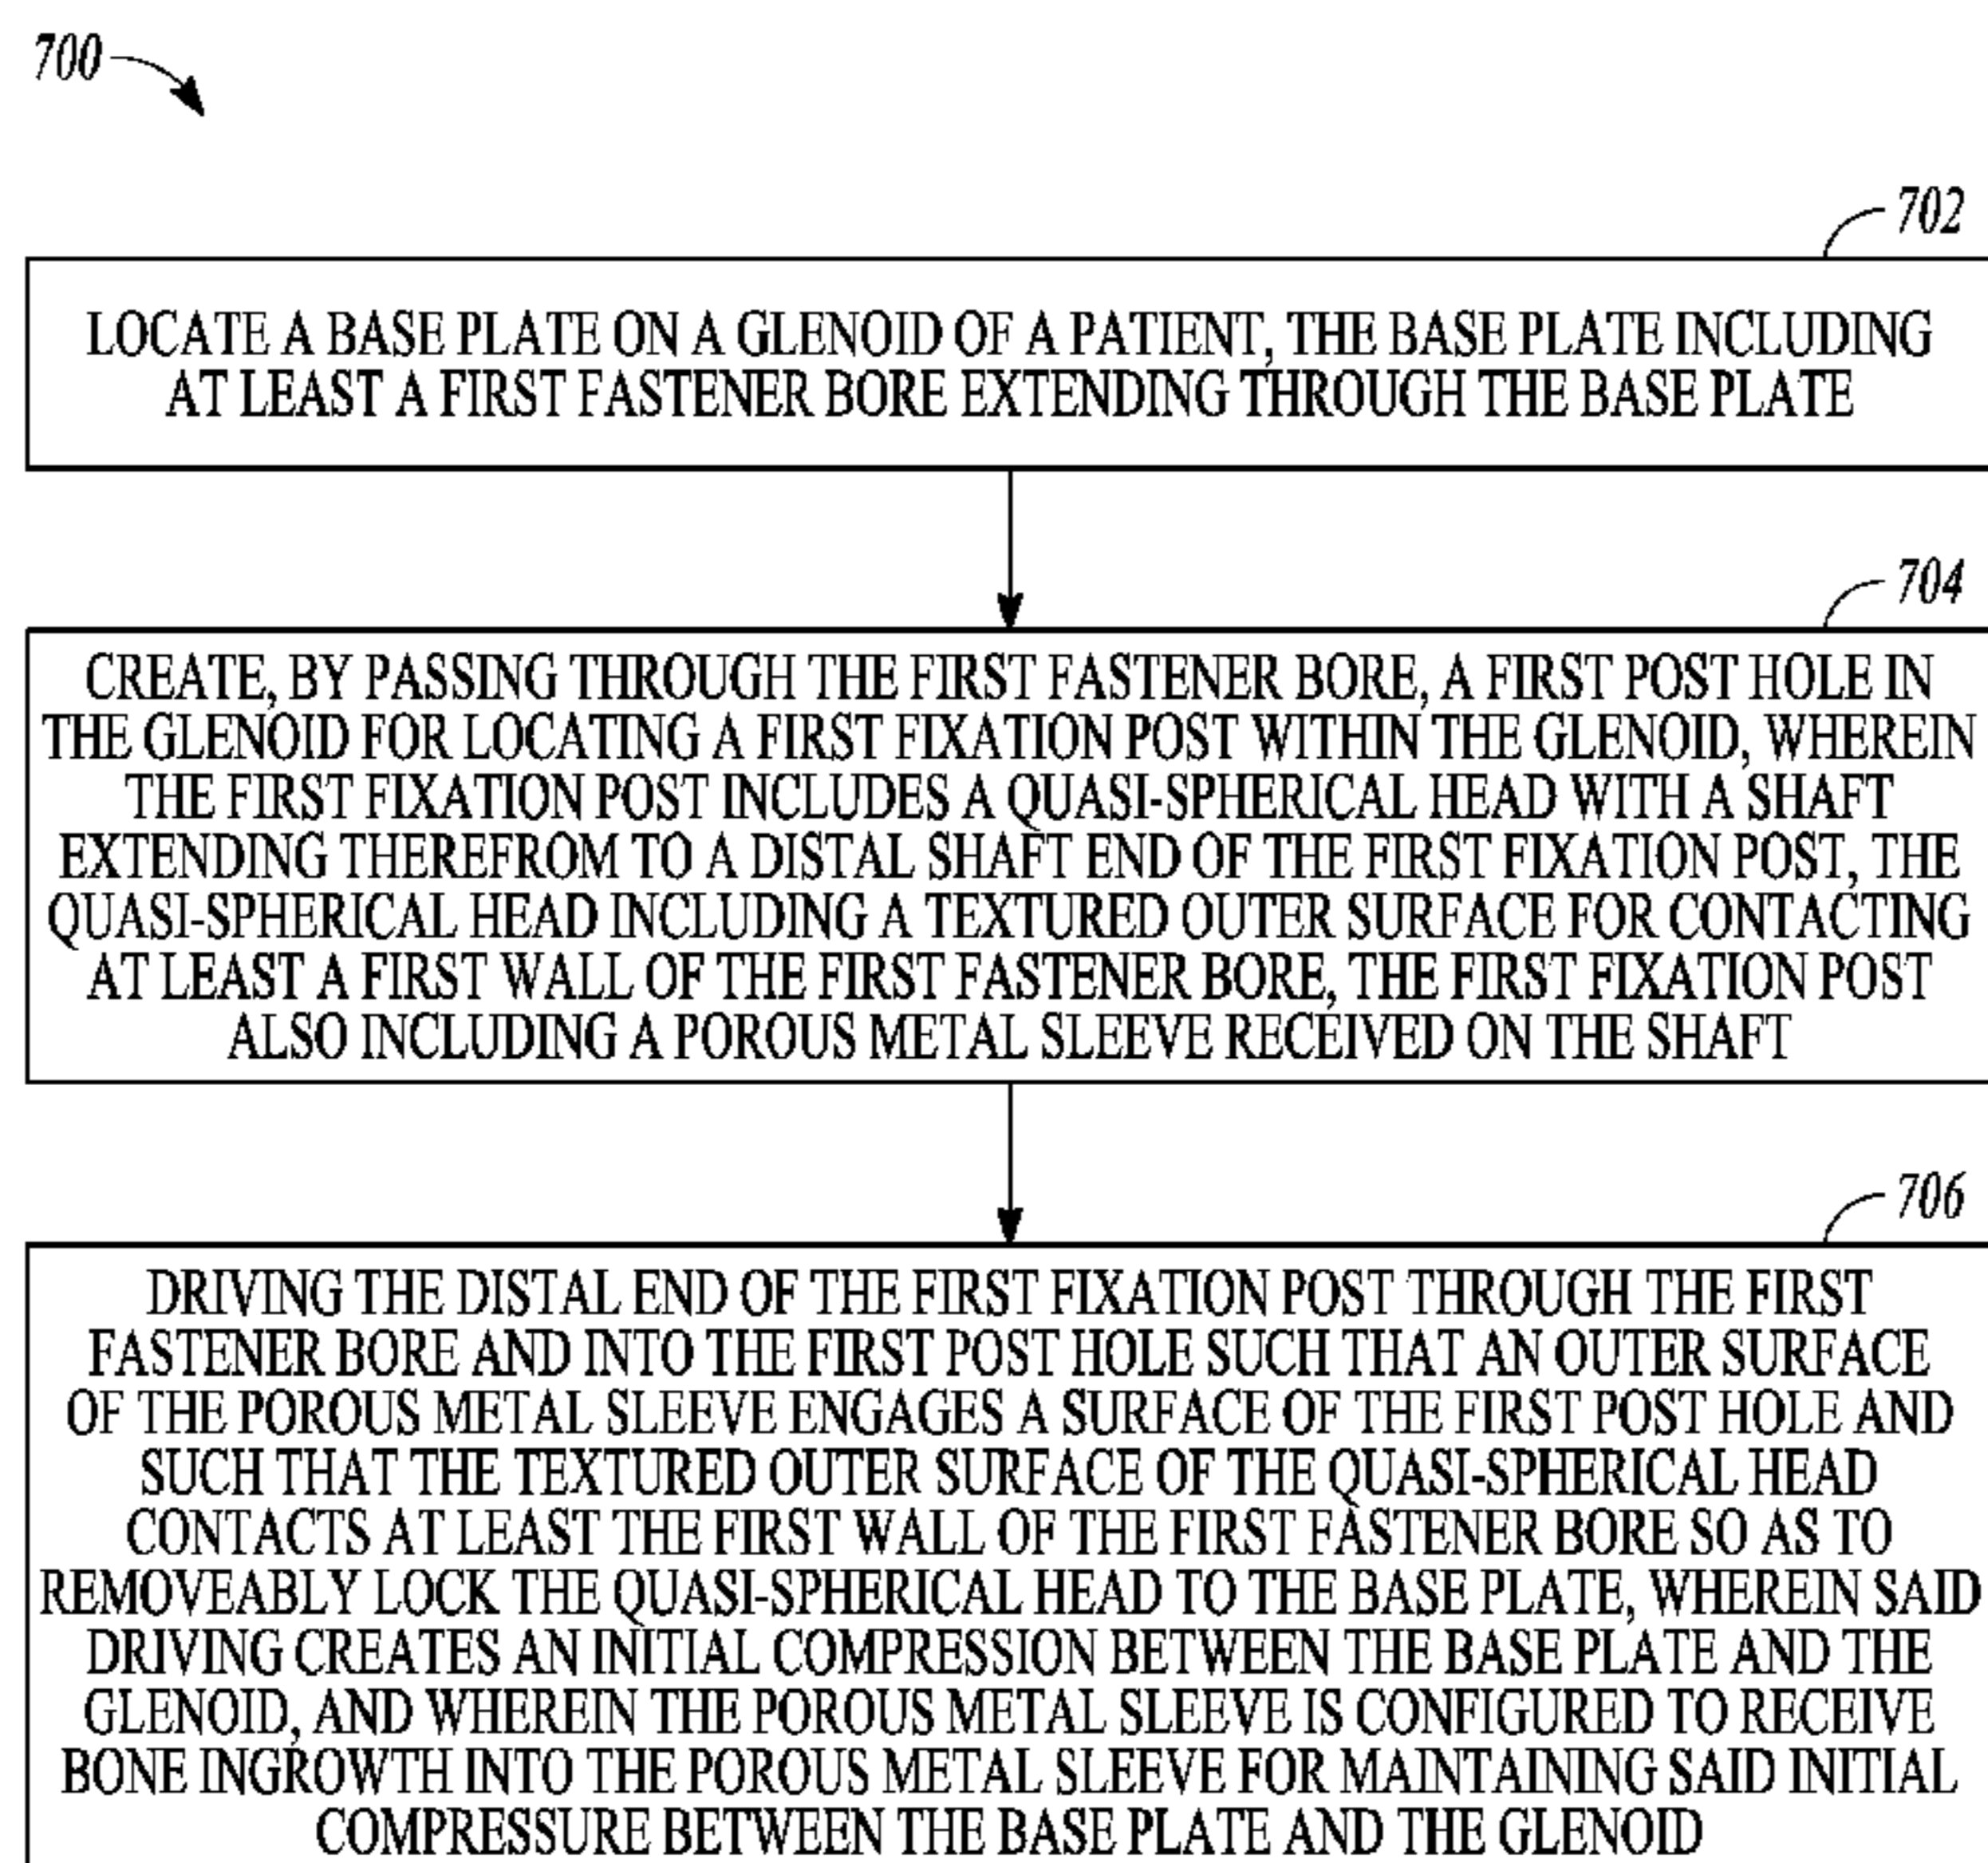 700
702
LOCATE A BASE PLATE ON A GLENOID OF A PATIENT, THE BASE PLATE INCLUDING
AT LEAST A FIRST FASTENER BORE EXTENDING THROUGH THE BASE PLATE
704
CREATE, BY PASSING THROUGH THE FIRST FASTENER BORE, A FIRST POST HOLE IN
THE GLENOID FOR LOCATING A FIRST FIXATION POST WITHIN THE GLENOID, WHEREIN
THE FIRST FIXATION POST INCLUDES A QUASI-SPHERICAL HEAD WITH A SHAFT
EXTENDING THEREFROM TO A DISTAL SHAFT END OF THE FIRST FIXATION POST, THE
QUASI-SPHERICAL HEAD INCLUDING A TEXTURED OUTER SURFACE FOR CONTACTING
AT LEAST A FIRST WALL OF THE FIRST FASTENER BORE, THE FIRST FIXATION POST
ALSO INCLUDING A POROUS METAL SLEEVE RECEIVED ON THE SHAFT
706
DRIVING THE DISTAL END OF THE FIRST FIXATION POST THROUGH THE FIRST
FASTENER BORE AND INTO THE FIRST POST HOLE SUCH THAT AN OUTER SURFACE
OF THE POROUS METAL SLEEVE ENGAGES A SURFACE OF THE FIRST POST HOLE AND
SUCH THAT THE TEXTURED OUTER SURFACE OF THE QUASI-SPHERICAL HEAD
CONTACTS AT LEAST THE FIRST WALL OF THE FIRST FASTENER BORE SO AS TO
REMOVEABLY LOCK THE QUASI-SPHERICAL HEAD TO THE BASE PLATE, WHEREIN SAID
DRIVING CREATES AN INITIAL COMPRESSION BETWEEN THE BASE PLATE AND THE
GLENOID, AND WHEREIN THE POROUS METAL SLEEVE IS CONFIGURED TO RECEIVE
BONE INGROWTH INTO THE POROUS METAL SLEEVE FOR MAINTAINING SAID INITIAL
COMPRESSURE BETWEEN THE BASE PLATE AND THE GLENOID